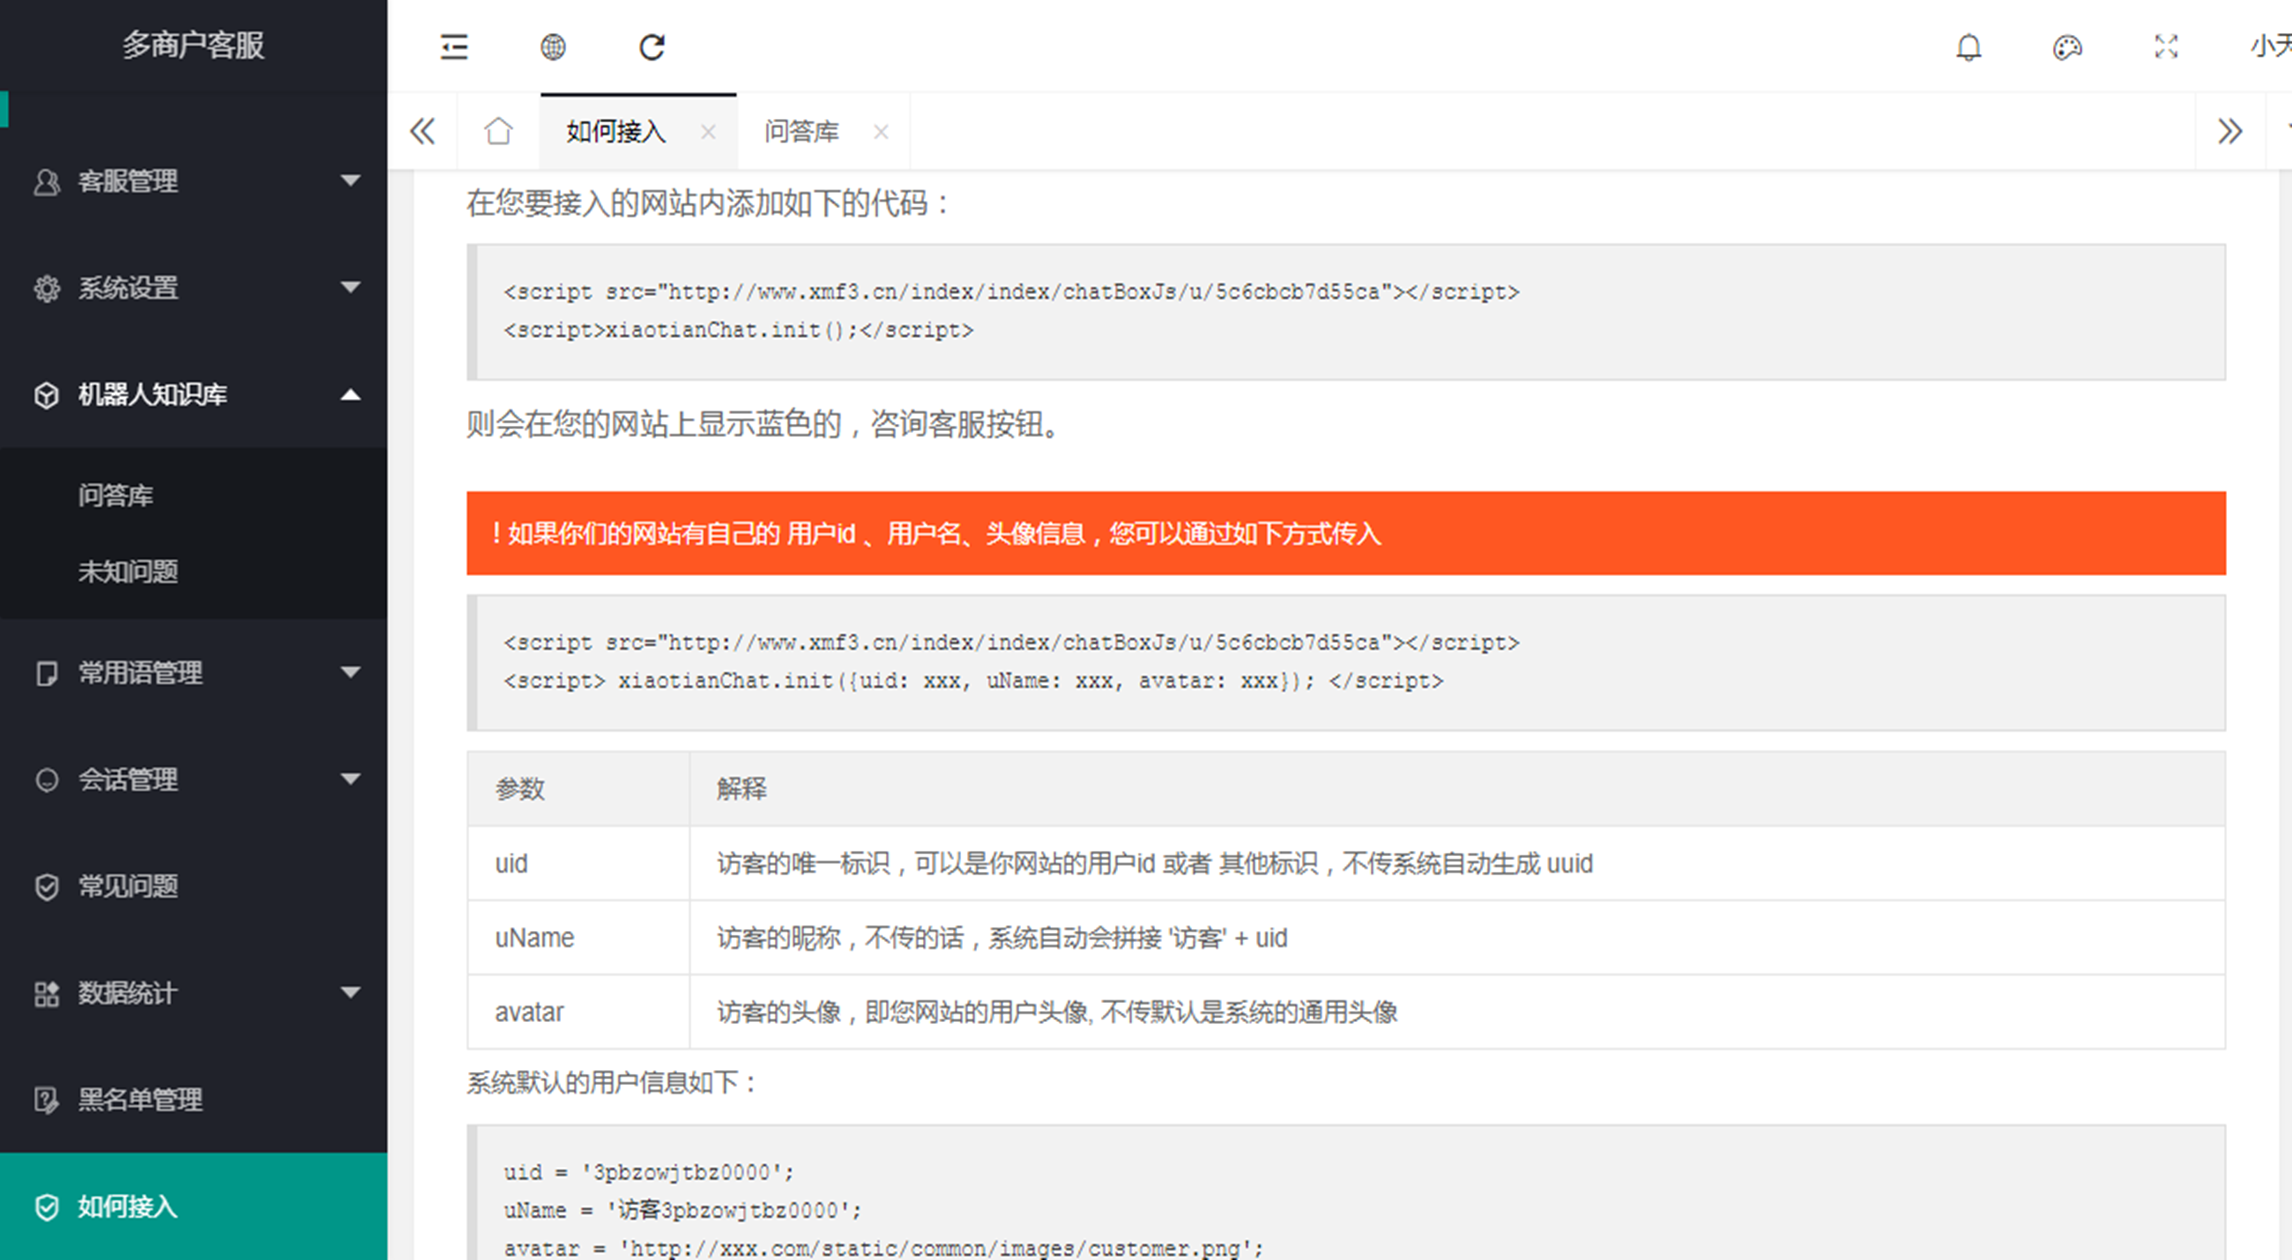 多商户客服
小天
如何接入
问答库
客服管理
系统设置
机器人知识库
问答库
未知问题
常用语管理
会话管理
常见问题
数据统计
黑名单管理
如何接入
在您要接入的网站内添加如下的代码：
<script src="http://www.xmf3.cn/index/index/chatBoxJs/u/5c6cbcb7d55ca"></script>
<script>xiaotianChat.init();</script>
则会在您的网站上显示蓝色的，咨询客服按钮。
! 如果你们的网站有自己的 用户id 、用户名、头像信息，您可以通过如下方式传入
<script src="http://www.xmf3.cn/index/index/chatBoxJs/u/5c6cbcb7d55ca"></script>
<script> xiaotianChat.init({uid: xxx, uName: xxx, avatar: xxx}); </script>
参数 解释
uid 访客的唯一标识，可以是你网站的用户id 或者 其他标识，不传系统自动生成 uuid
uName 访客的昵称，不传的话，系统自动会拼接 '访客' + uid
avatar 访客的头像，即您网站的用户头像, 不传默认是系统的通用头像
系统默认的用户信息如下：
uid = '3pbzowjtbz0000';
uName = '访客3pbzowjtbz0000';
avatar = 'http://xxx.com/static/common/images/customer.png';